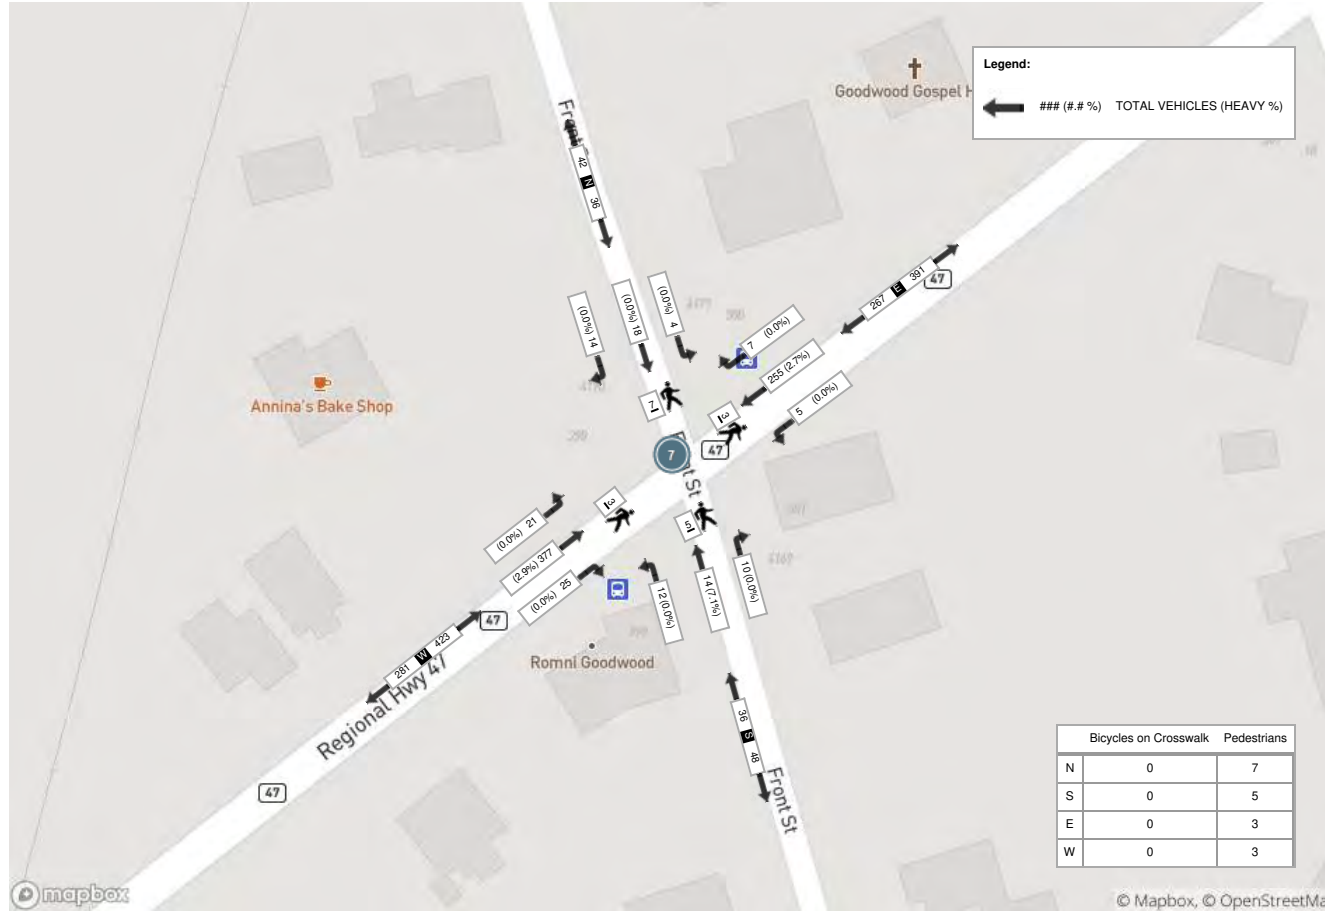 Legend:
### (#.# %) TOTAL VEHICLES (HEAVY %)
Goodwood Gospel H
Front
42 N 36
(0.0%) 14
(0.0%) 18
(0.0%) 4
267 E 391
47
7 (0.0%)
255 (2.7%)
5 (0.0%)
Annina's Bake Shop
7
3
7
47
Front St
3
5
(0.0%) 21
(2.9%) 377
(0.0%) 25
12 (0.0%)
14 (7.1%)
10 (0.0%)
47
281 W 423
Regional Hwy 47
Romni Goodwood
36 S 48
Front St
47
Bicycles on Crosswalk Pedestrians
N 0 7
S 0 5
E 0 3
W 0 3
mapbox
© Mapbox, © OpenStreetMa